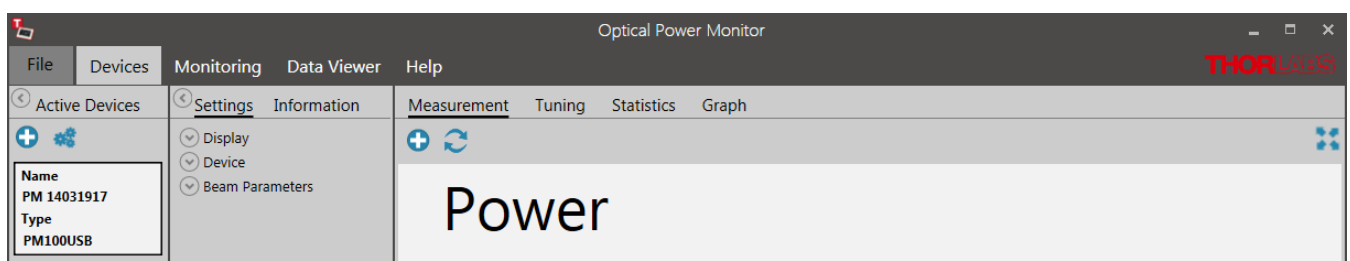 Optical Power Monitor
File Devices Monitoring Data Viewer Help
THORLABS
Active Devices
Settings Information
Measurement Tuning Statistics Graph
Display
Device
Beam Parameters
Name
PM 14031917
Type
PM100USB
Power